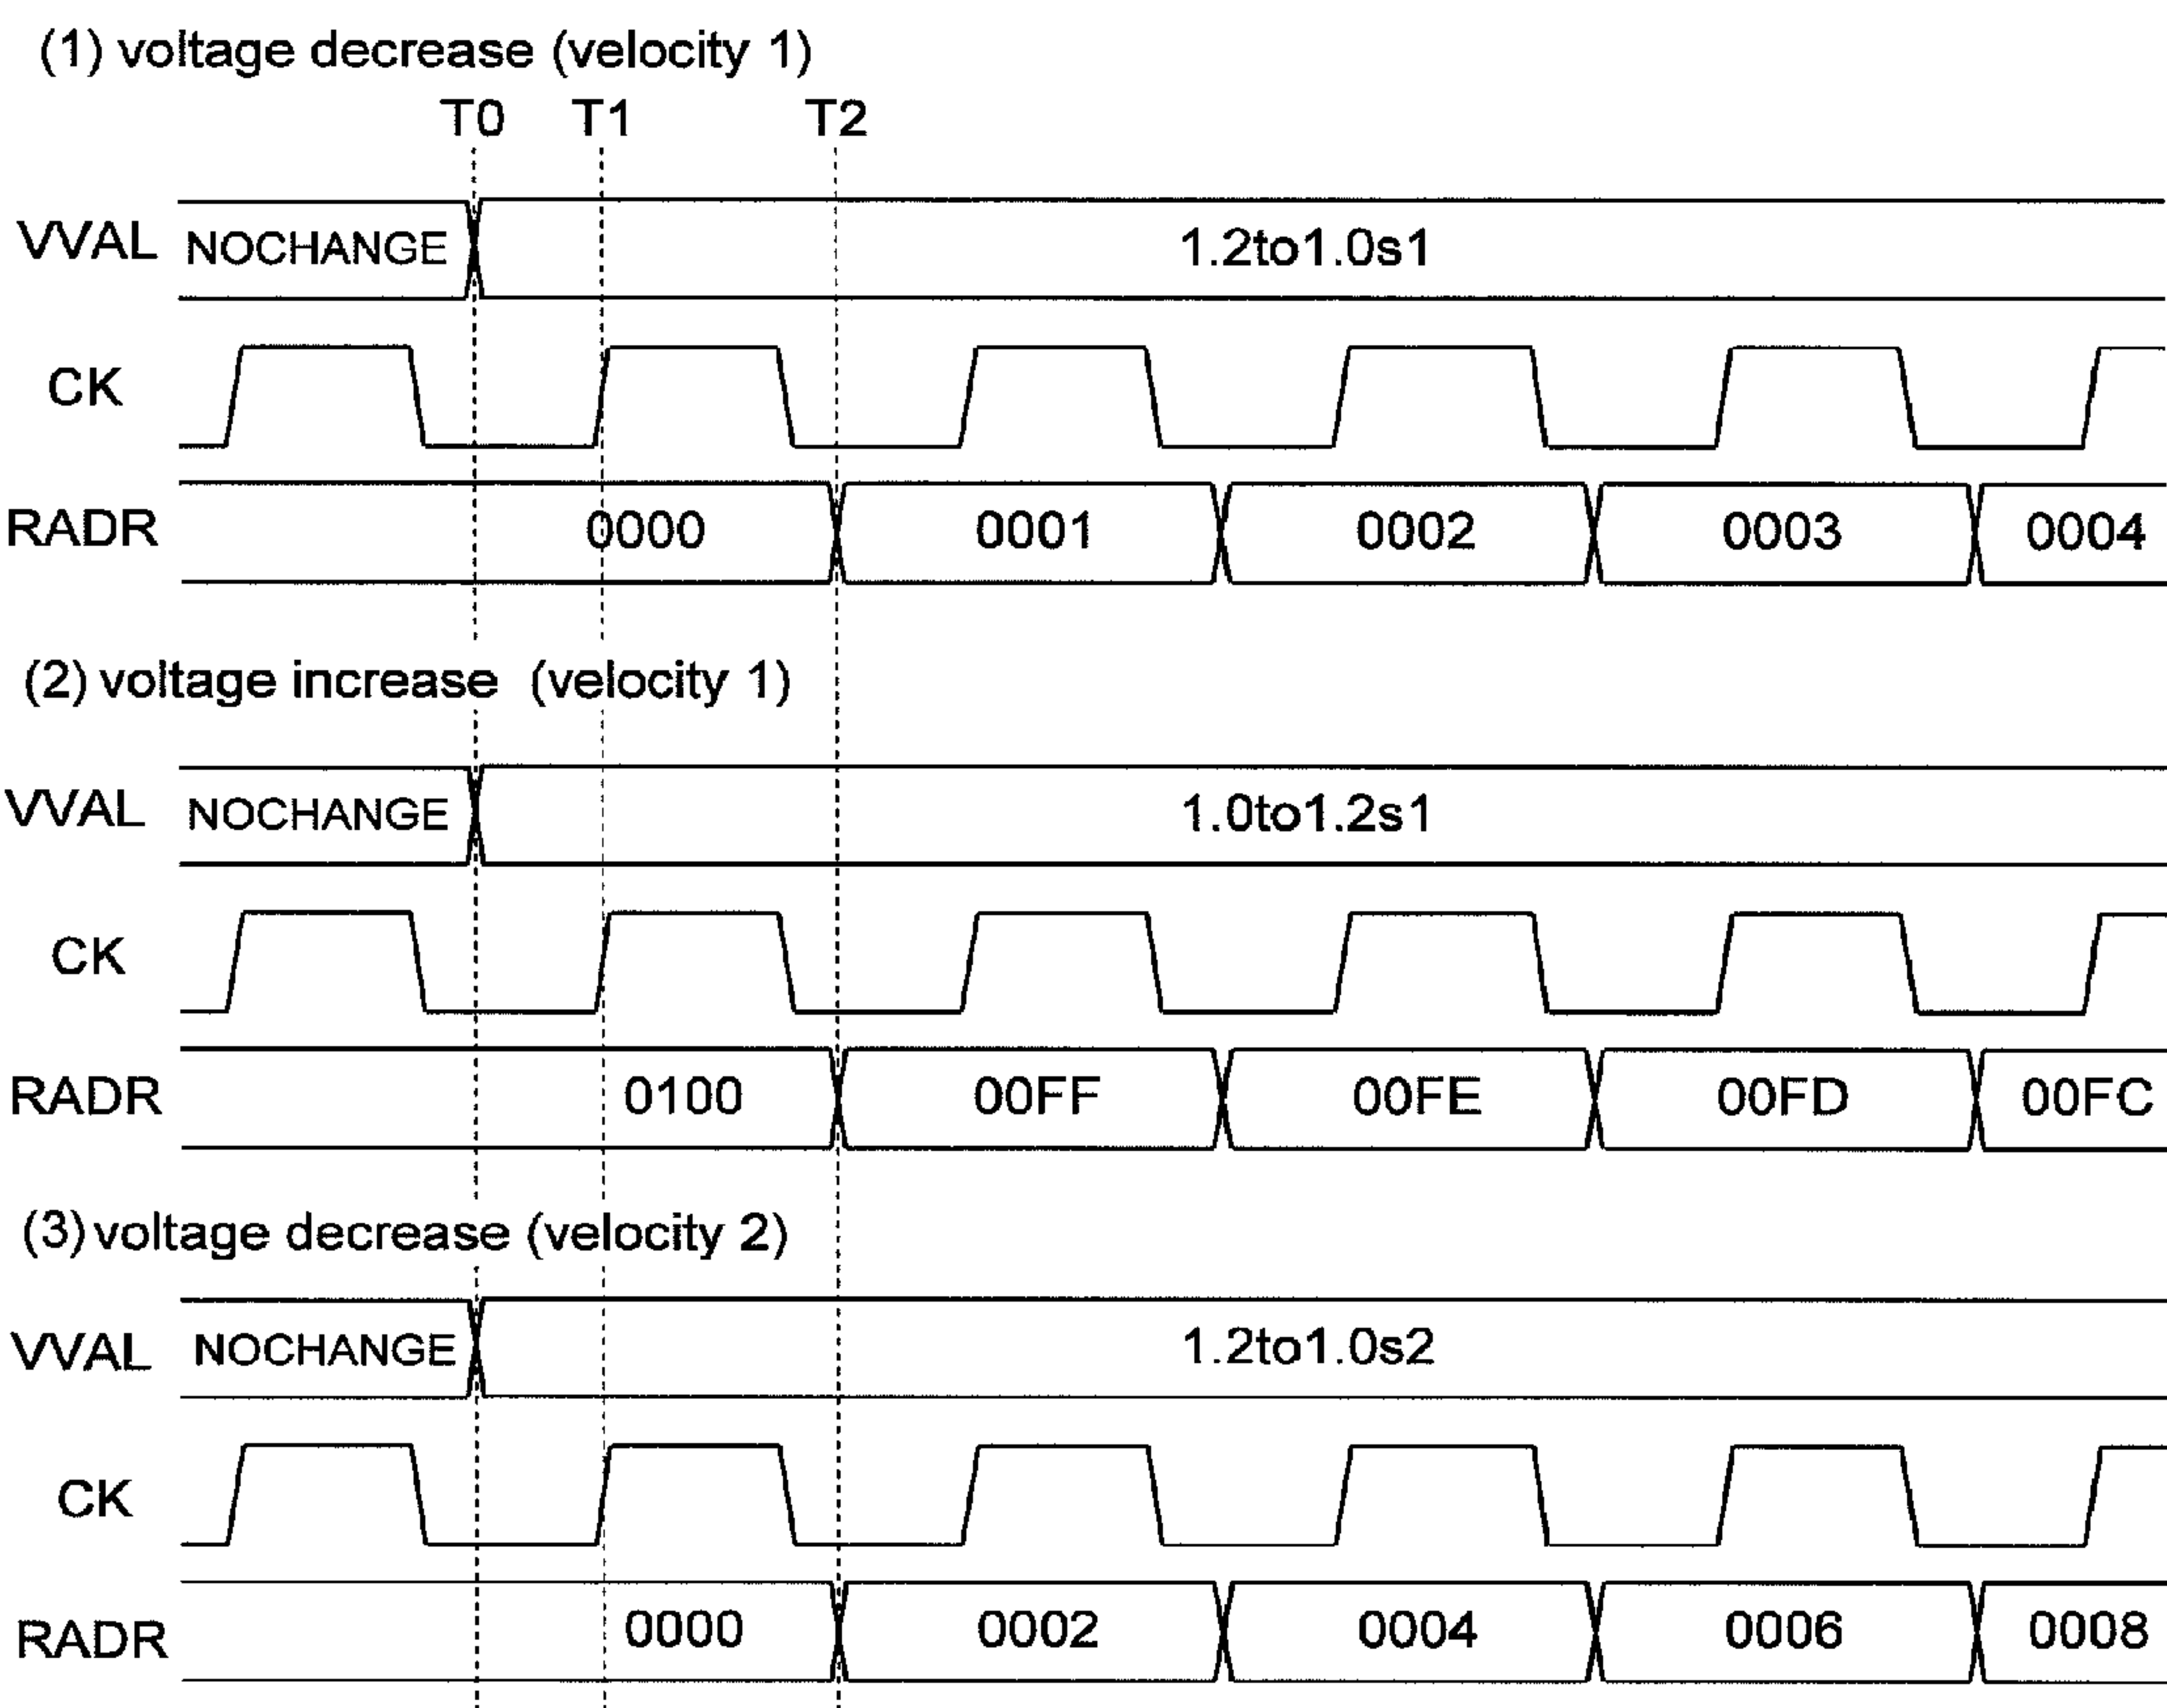 (1) voltage decrease (velocity 1)
T0 T1 T2
VVAL NOCHANGE 1.2to1.0s1
CK
RADR 0000 0001 0002 0003 0004
(2) voltage increase (velocity 1)
VVAL NOCHANGE 1.0to1.2s1
CK
RADR 0100 00FF 00FE 00FD 00FC
(3) voltage decrease (velocity 2)
VVAL NOCHANGE 1.2to1.0s2
CK
RADR 0000 0002 0004 0006 0008